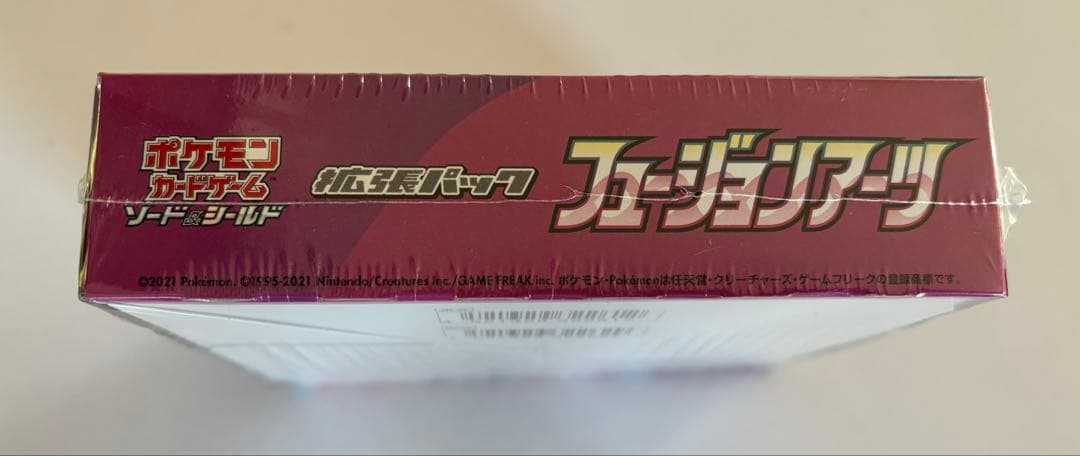 ポケモン
カードゲーム™
ソード&シールド
拡張パック
フュージョンアーツ
©2021 Pokémon. ©1995-2021 Nintendo/Creatures Inc./GAME FREAK inc. ポケモン・Pokémonは任天堂・クリーチャーズ・ゲームフリークの登録商標です。